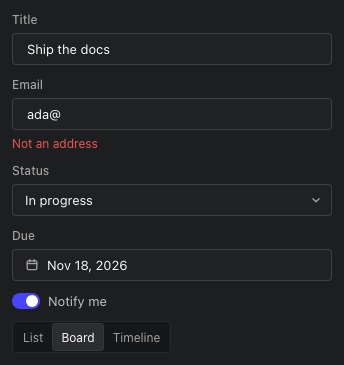 Title
Ship the docs
Email
ada@
Not an address
Status
In progress
Due
Nov 18, 2026
Notify me
List Board Timeline